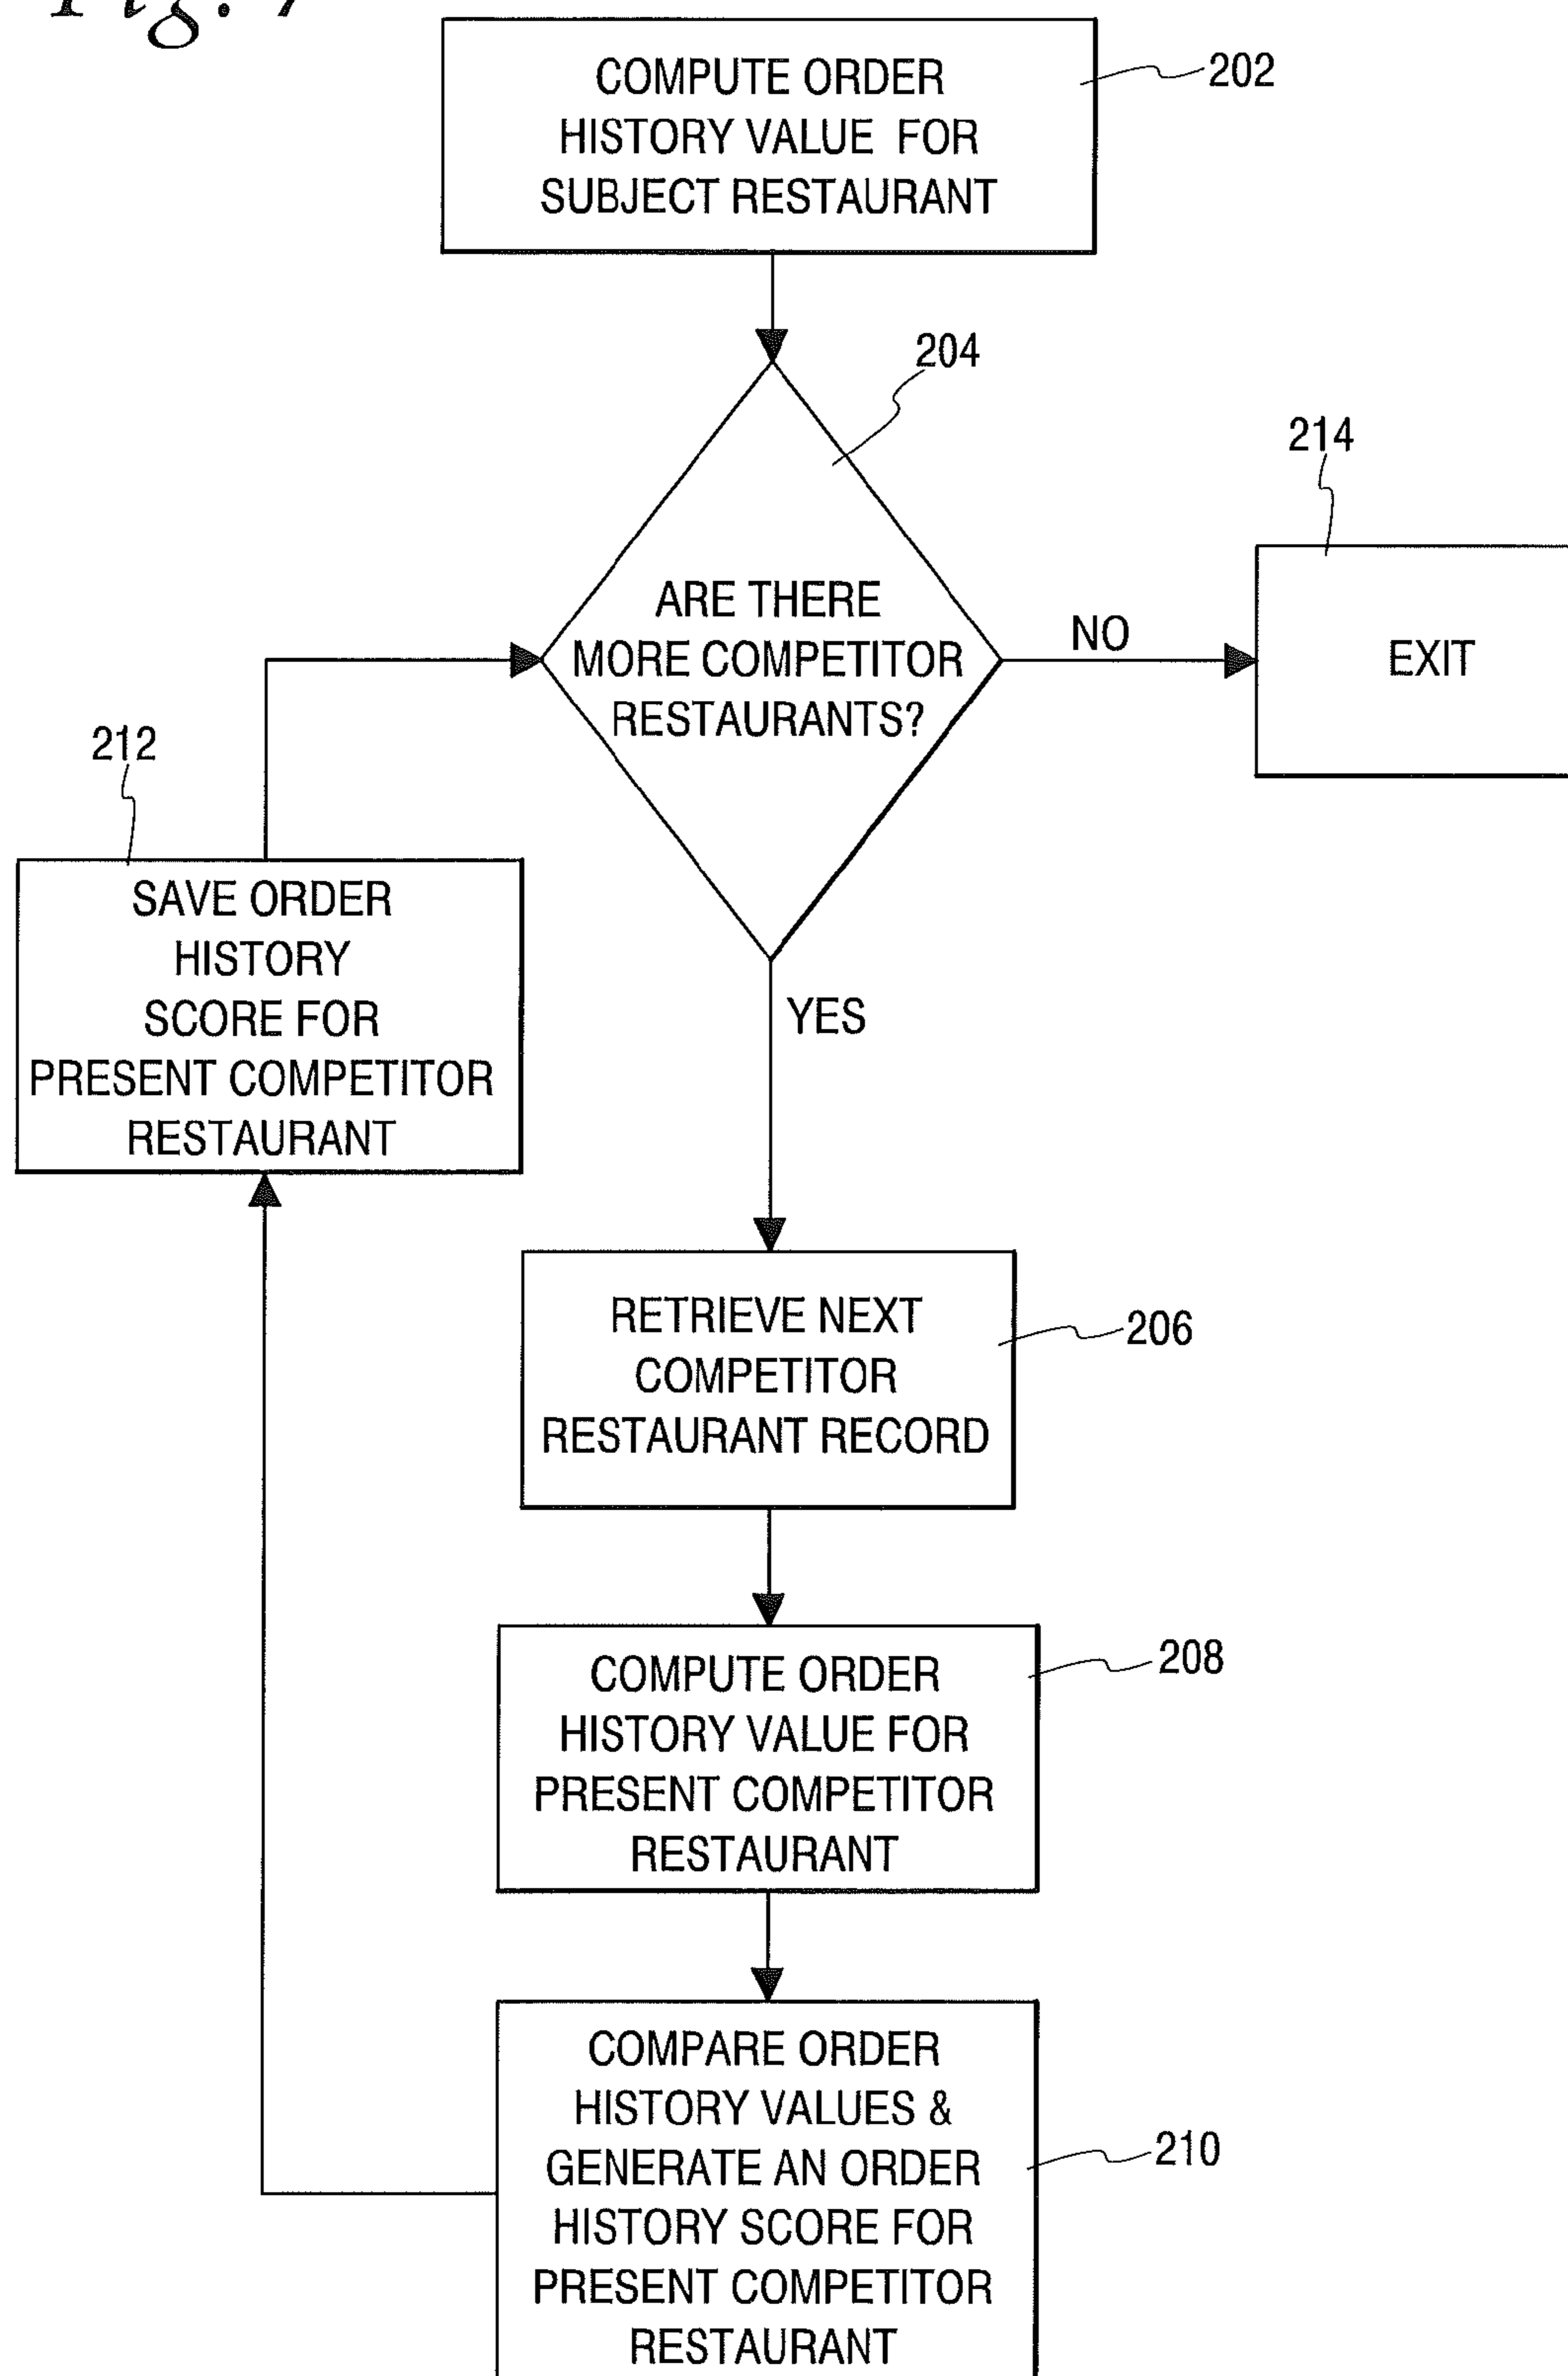 Fig. 7
COMPUTE ORDER
HISTORY VALUE FOR
SUBJECT RESTAURANT
202
204
ARE THERE
MORE COMPETITOR
RESTAURANTS?
NO
214
EXIT
212
SAVE ORDER
HISTORY
SCORE FOR
PRESENT COMPETITOR
RESTAURANT
YES
RETRIEVE NEXT
COMPETITOR
RESTAURANT RECORD
206
COMPUTE ORDER
HISTORY VALUE FOR
PRESENT COMPETITOR
RESTAURANT
208
COMPARE ORDER
HISTORY VALUES &
GENERATE AN ORDER
HISTORY SCORE FOR
PRESENT COMPETITOR
RESTAURANT
210